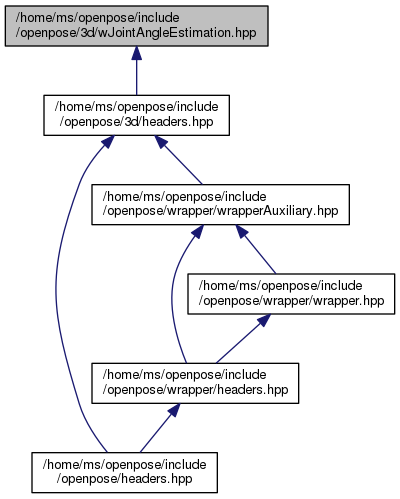 /home/ms/openpose/include
/openpose/3d/wJointAngleEstimation.hpp
/home/ms/openpose/include
/openpose/3d/headers.hpp
/home/ms/openpose/include
/openpose/wrapper/wrapperAuxiliary.hpp
/home/ms/openpose/include
/openpose/wrapper/wrapper.hpp
/home/ms/openpose/include
/openpose/wrapper/headers.hpp
/home/ms/openpose/include
/openpose/headers.hpp